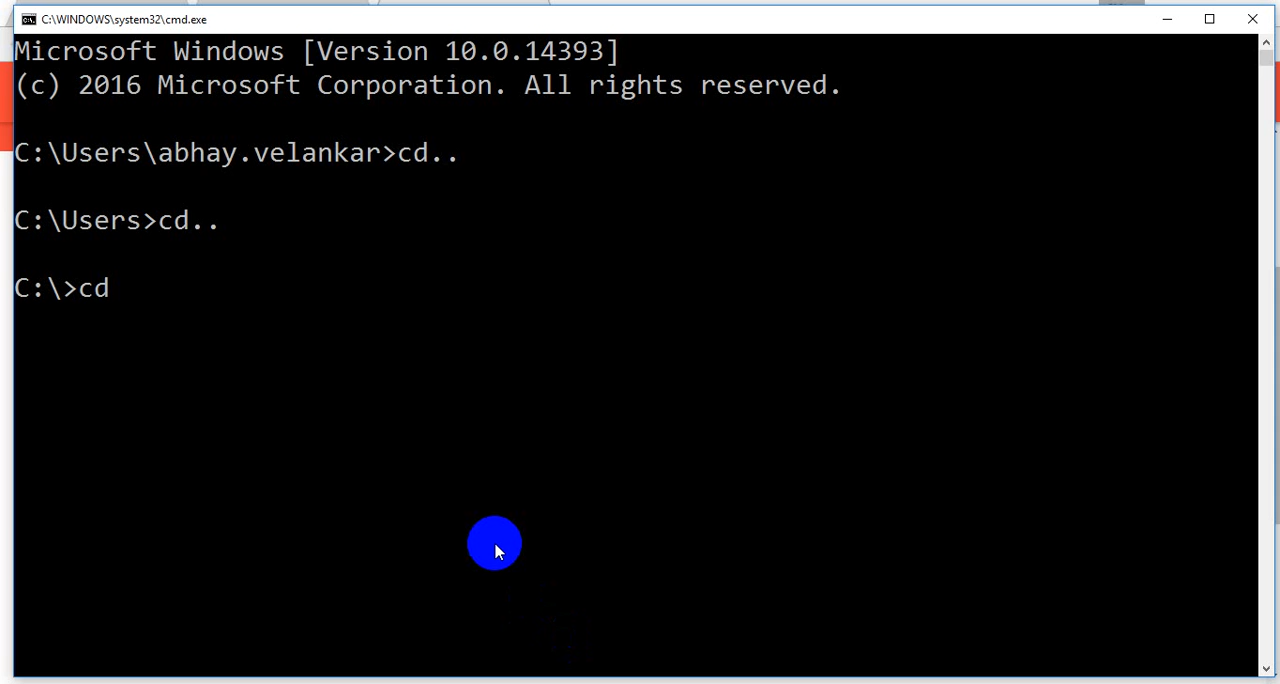 C:\WINDOWS\system32\cmd.exe
Microsoft Windows [Version 10.0.14393]
(c) 2016 Microsoft Corporation. All rights reserved.
C:\Users\abhay.velankar>cd..
C:\Users>cd..
C:\>cd